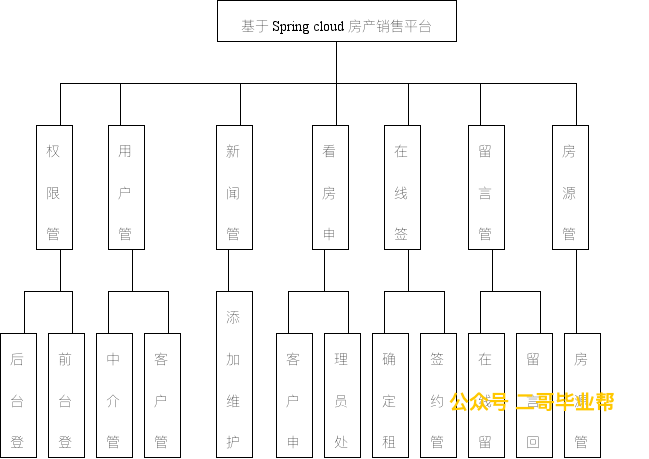 基于 Spring cloud 房产销售平台
权限管
用户管
新闻管
看房申
在线签
留言管
房源管
后台登
前台登
中介管
客户管
添加维护
客户申
理员处
确定租
签约管
在线留
留言回
房源管
公众号 二哥毕业帮